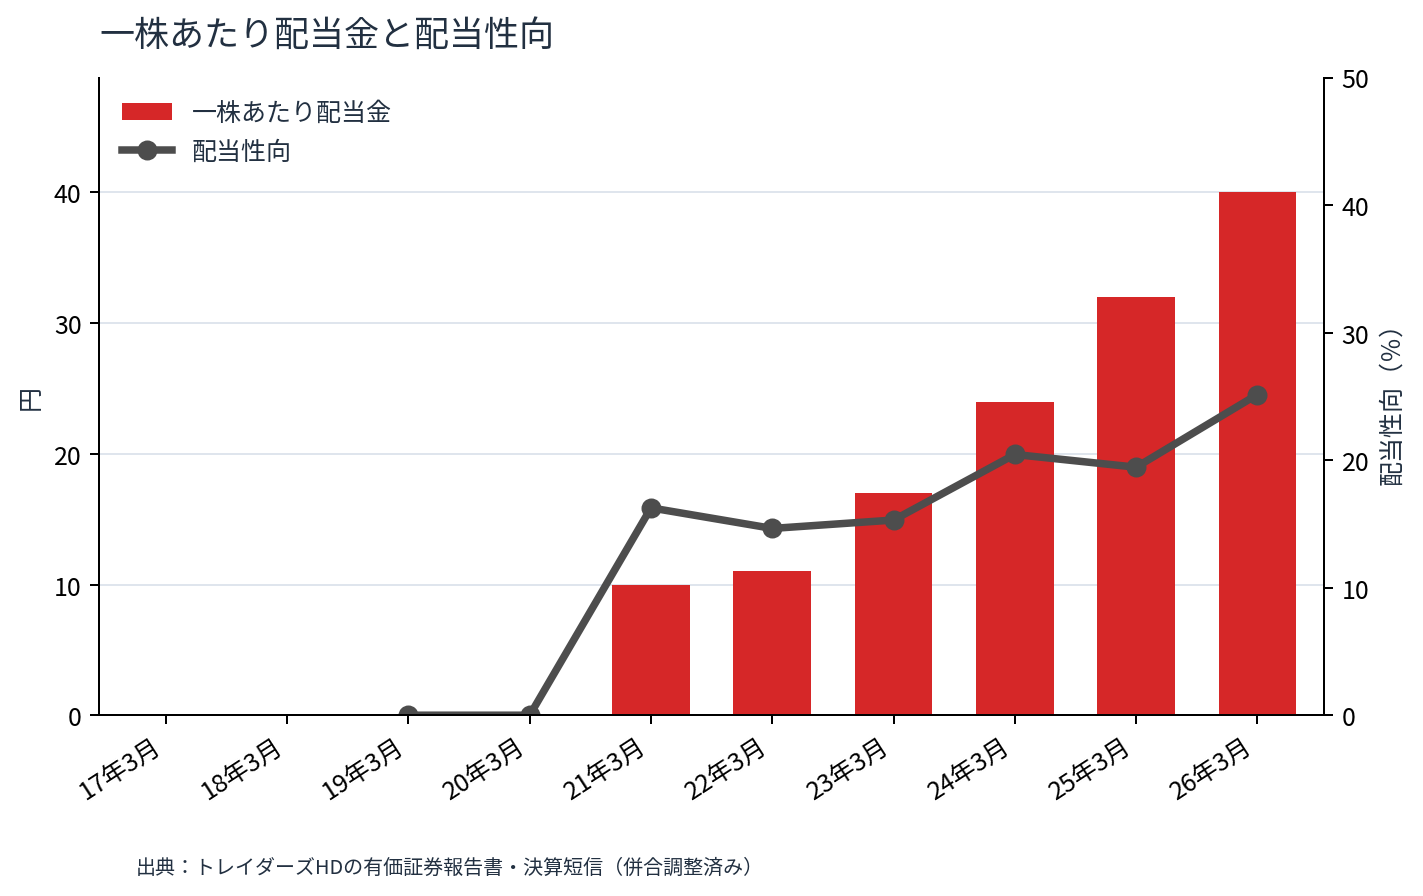 一株あたり配当金と配当性向
一株あたり配当金
配当性向
円
40
30
20
10
0
50
40
30
20
10
0
配当性向（%）
17年3月
18年3月
19年3月
20年3月
21年3月
22年3月
23年3月
24年3月
25年3月
26年3月
出典：トレイダーズHDの有価証券報告書・決算短信（併合調整済み）